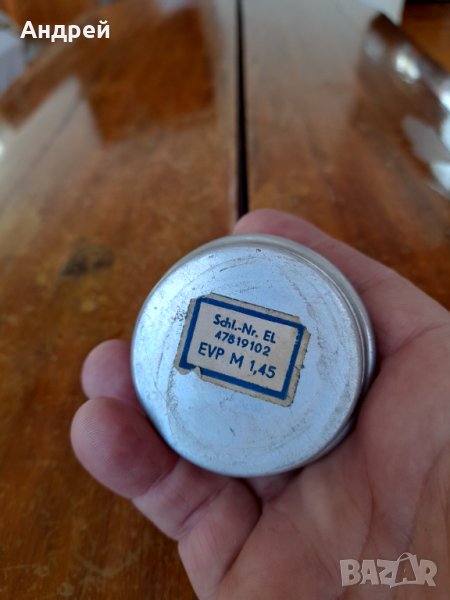 Андрей
Schl.-Nr. EL
47819102
EVP M 1,45
BAZAR